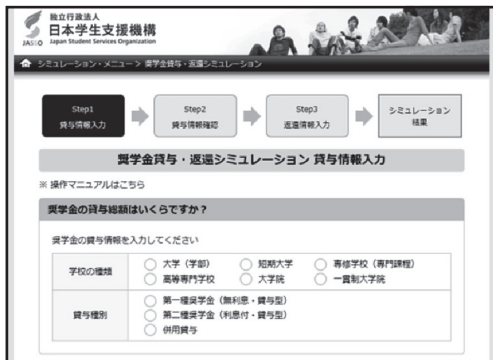 独立行政法人
日本学生支援機構
JASSO Japan Student Services Organization
シミュレーション・メニュー > 奨学金貸与・返還シミュレーション
Step1
貸与情報入力
Step2
貸与情報確認
Step3
返還情報入力
シミュレーション
結果
奨学金貸与・返還シミュレーション 貸与情報入力
※ 操作マニュアルはこちら
奨学金の貸与総額はいくらですか？
奨学金の貸与情報を入力してください
学校の種類
大学（学部） 短期大学 専修学校（専門課程）
高等専門学校 大学院 一貫制大学院
貸与種別
第一種奨学金（無利息・貸与型）
第二種奨学金（利息付・貸与型）
併用貸与